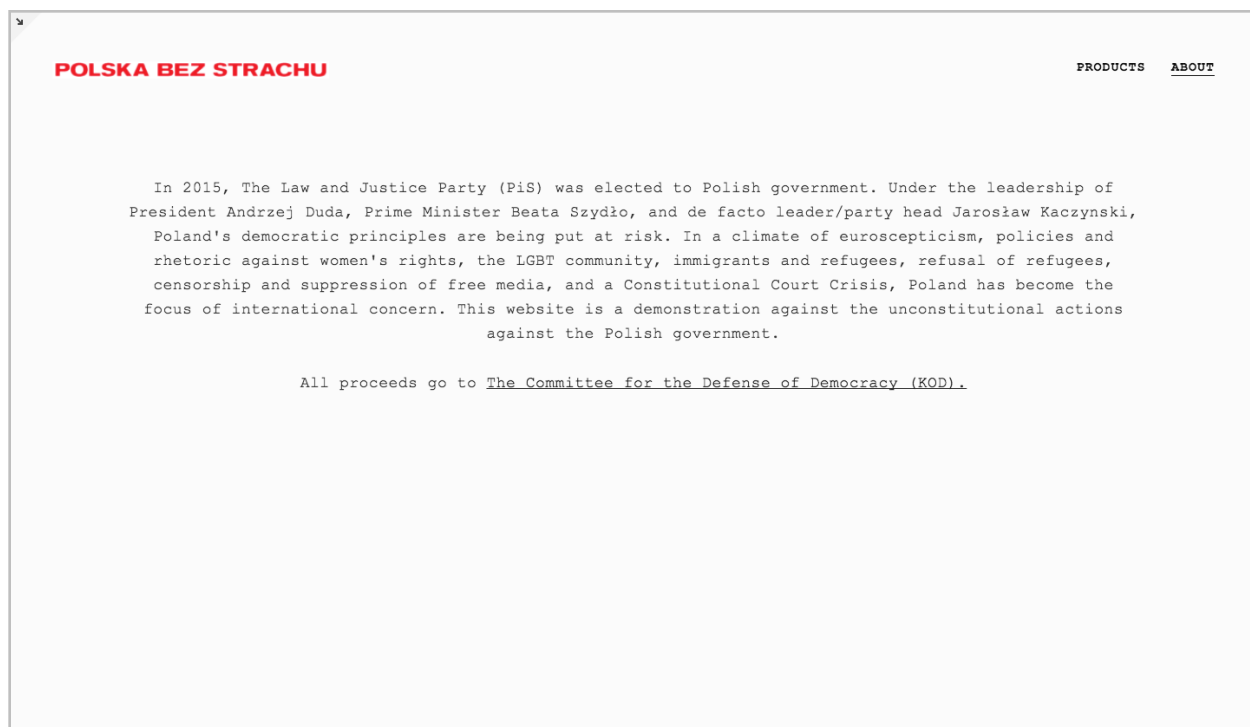 POLSKA BEZ STRACHU
PRODUCTS ABOUT
In 2015, The Law and Justice Party (PiS) was elected to Polish government. Under the leadership of
President Andrzej Duda, Prime Minister Beata Szydło, and de facto leader/party head Jarosław Kaczynski,
Poland's democratic principles are being put at risk. In a climate of euroscepticism, policies and
rhetoric against women's rights, the LGBT community, immigrants and refugees, refusal of refugees,
censorship and suppression of free media, and a Constitutional Court Crisis, Poland has become the
focus of international concern. This website is a demonstration against the unconstitutional actions
against the Polish government.
All proceeds go to The Committee for the Defense of Democracy (KOD).